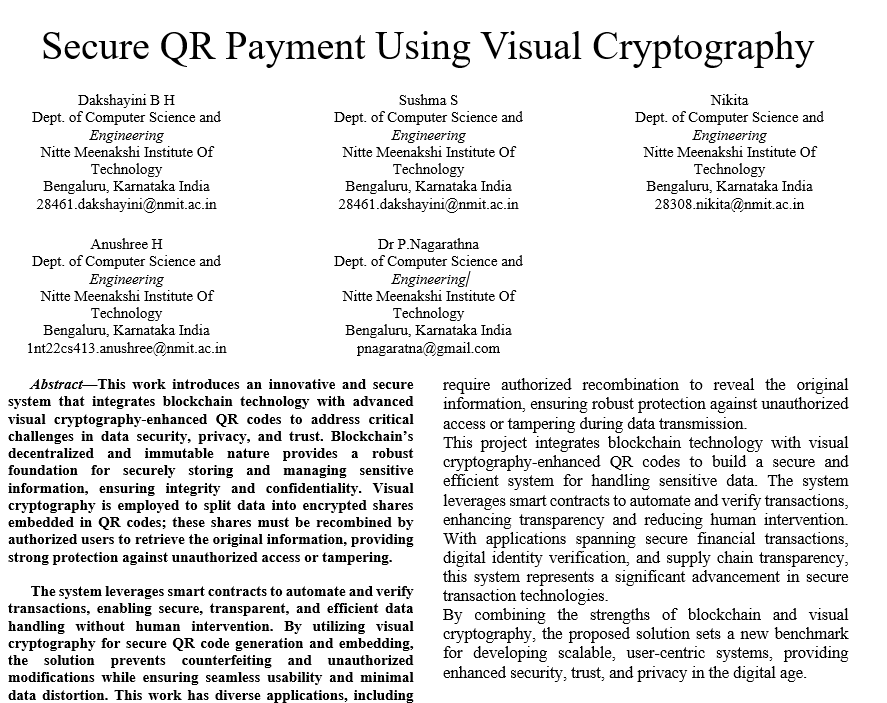 Secure QR Payment Using Visual Cryptography
Dakshayini B H
Dept. of Computer Science and
Engineering
Nitte Meenakshi Institute Of
Technology
Bengaluru, Karnataka India
28461.dakshayini@nmit.ac.in
Sushma S
Dept. of Computer Science and
Engineering
Nitte Meenakshi Institute Of
Technology
Bengaluru, Karnataka India
28461.dakshayini@nmit.ac.in
Nikita
Dept. of Computer Science and
Engineering
Nitte Meenakshi Institute Of
Technology
Bengaluru, Karnataka India
28308.nikita@nmit.ac.in
Anushree H
Dept. of Computer Science and
Engineering
Nitte Meenakshi Institute Of
Technology
Bengaluru, Karnataka India
1nt22cs413.anushree@nmit.ac.in
Dr P.Nagarathna
Dept. of Computer Science and
Engineering
Nitte Meenakshi Institute Of
Technology
Bengaluru, Karnataka India
pnagaratna@gmail.com
Abstract—This work introduces an innovative and secure
system that integrates blockchain technology with advanced
visual cryptography-enhanced QR codes to address critical
challenges in data security, privacy, and trust. Blockchain's
decentralized and immutable nature provides a robust
foundation for securely storing and managing sensitive
information, ensuring integrity and confidentiality. Visual
cryptography is employed to split data into encrypted shares
embedded in QR codes; these shares must be recombined by
authorized users to retrieve the original information, providing
strong protection against unauthorized access or tampering.
The system leverages smart contracts to automate and verify
transactions, enabling secure, transparent, and efficient data
handling without human intervention. By utilizing visual
cryptography for secure QR code generation and embedding,
the solution prevents counterfeiting and unauthorized
modifications while ensuring seamless usability and minimal
data distortion. This work has diverse applications, including
require authorized recombination to reveal the original
information, ensuring robust protection against unauthorized
access or tampering during data transmission.
This project integrates blockchain technology with visual
cryptography-enhanced QR codes to build a secure and
efficient system for handling sensitive data. The system
leverages smart contracts to automate and verify transactions,
enhancing transparency and reducing human intervention.
With applications spanning secure financial transactions,
digital identity verification, and supply chain transparency,
this system represents a significant advancement in secure
transaction technologies.
By combining the strengths of blockchain and visual
cryptography, the proposed solution sets a new benchmark
for developing scalable, user-centric systems, providing
enhanced security, trust, and privacy in the digital age.